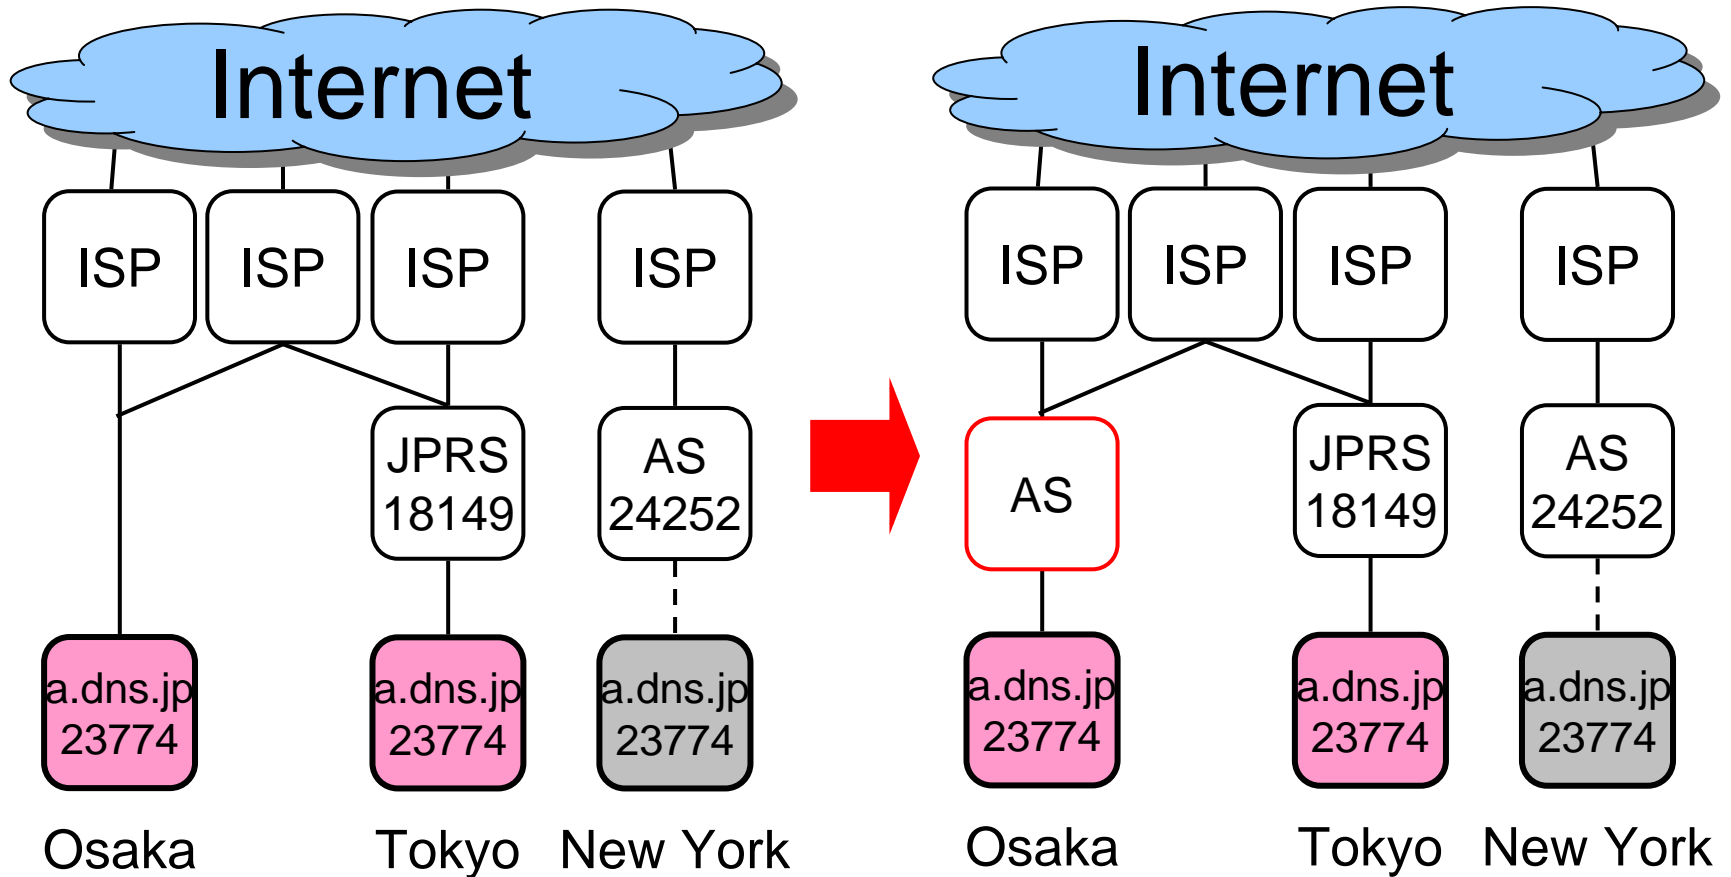 Internet
ISP
ISP
ISP
ISP
JPRS
18149
AS
24252
a.dns.jp
23774
a.dns.jp
23774
a.dns.jp
23774
Osaka
Tokyo
New York
Internet
ISP
ISP
ISP
ISP
AS
JPRS
18149
AS
24252
a.dns.jp
23774
a.dns.jp
23774
a.dns.jp
23774
Osaka
Tokyo
New York